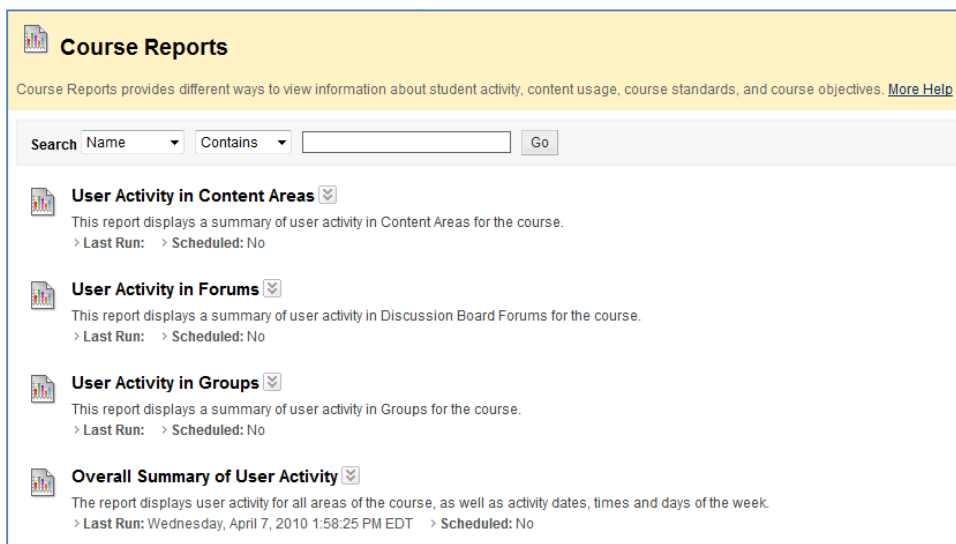 Course Reports
Course Reports provides different ways to view information about student activity, content usage, course standards, and course objectives. More Help
Search Name Contains Go
User Activity in Content Areas
This report displays a summary of user activity in Content Areas for the course.
> Last Run: > Scheduled: No
User Activity in Forums
This report displays a summary of user activity in Discussion Board Forums for the course.
> Last Run: > Scheduled: No
User Activity in Groups
This report displays a summary of user activity in Groups for the course.
> Last Run: > Scheduled: No
Overall Summary of User Activity
The report displays user activity for all areas of the course, as well as activity dates, times and days of the week.
> Last Run: Wednesday, April 7, 2010 1:58:25 PM EDT > Scheduled: No